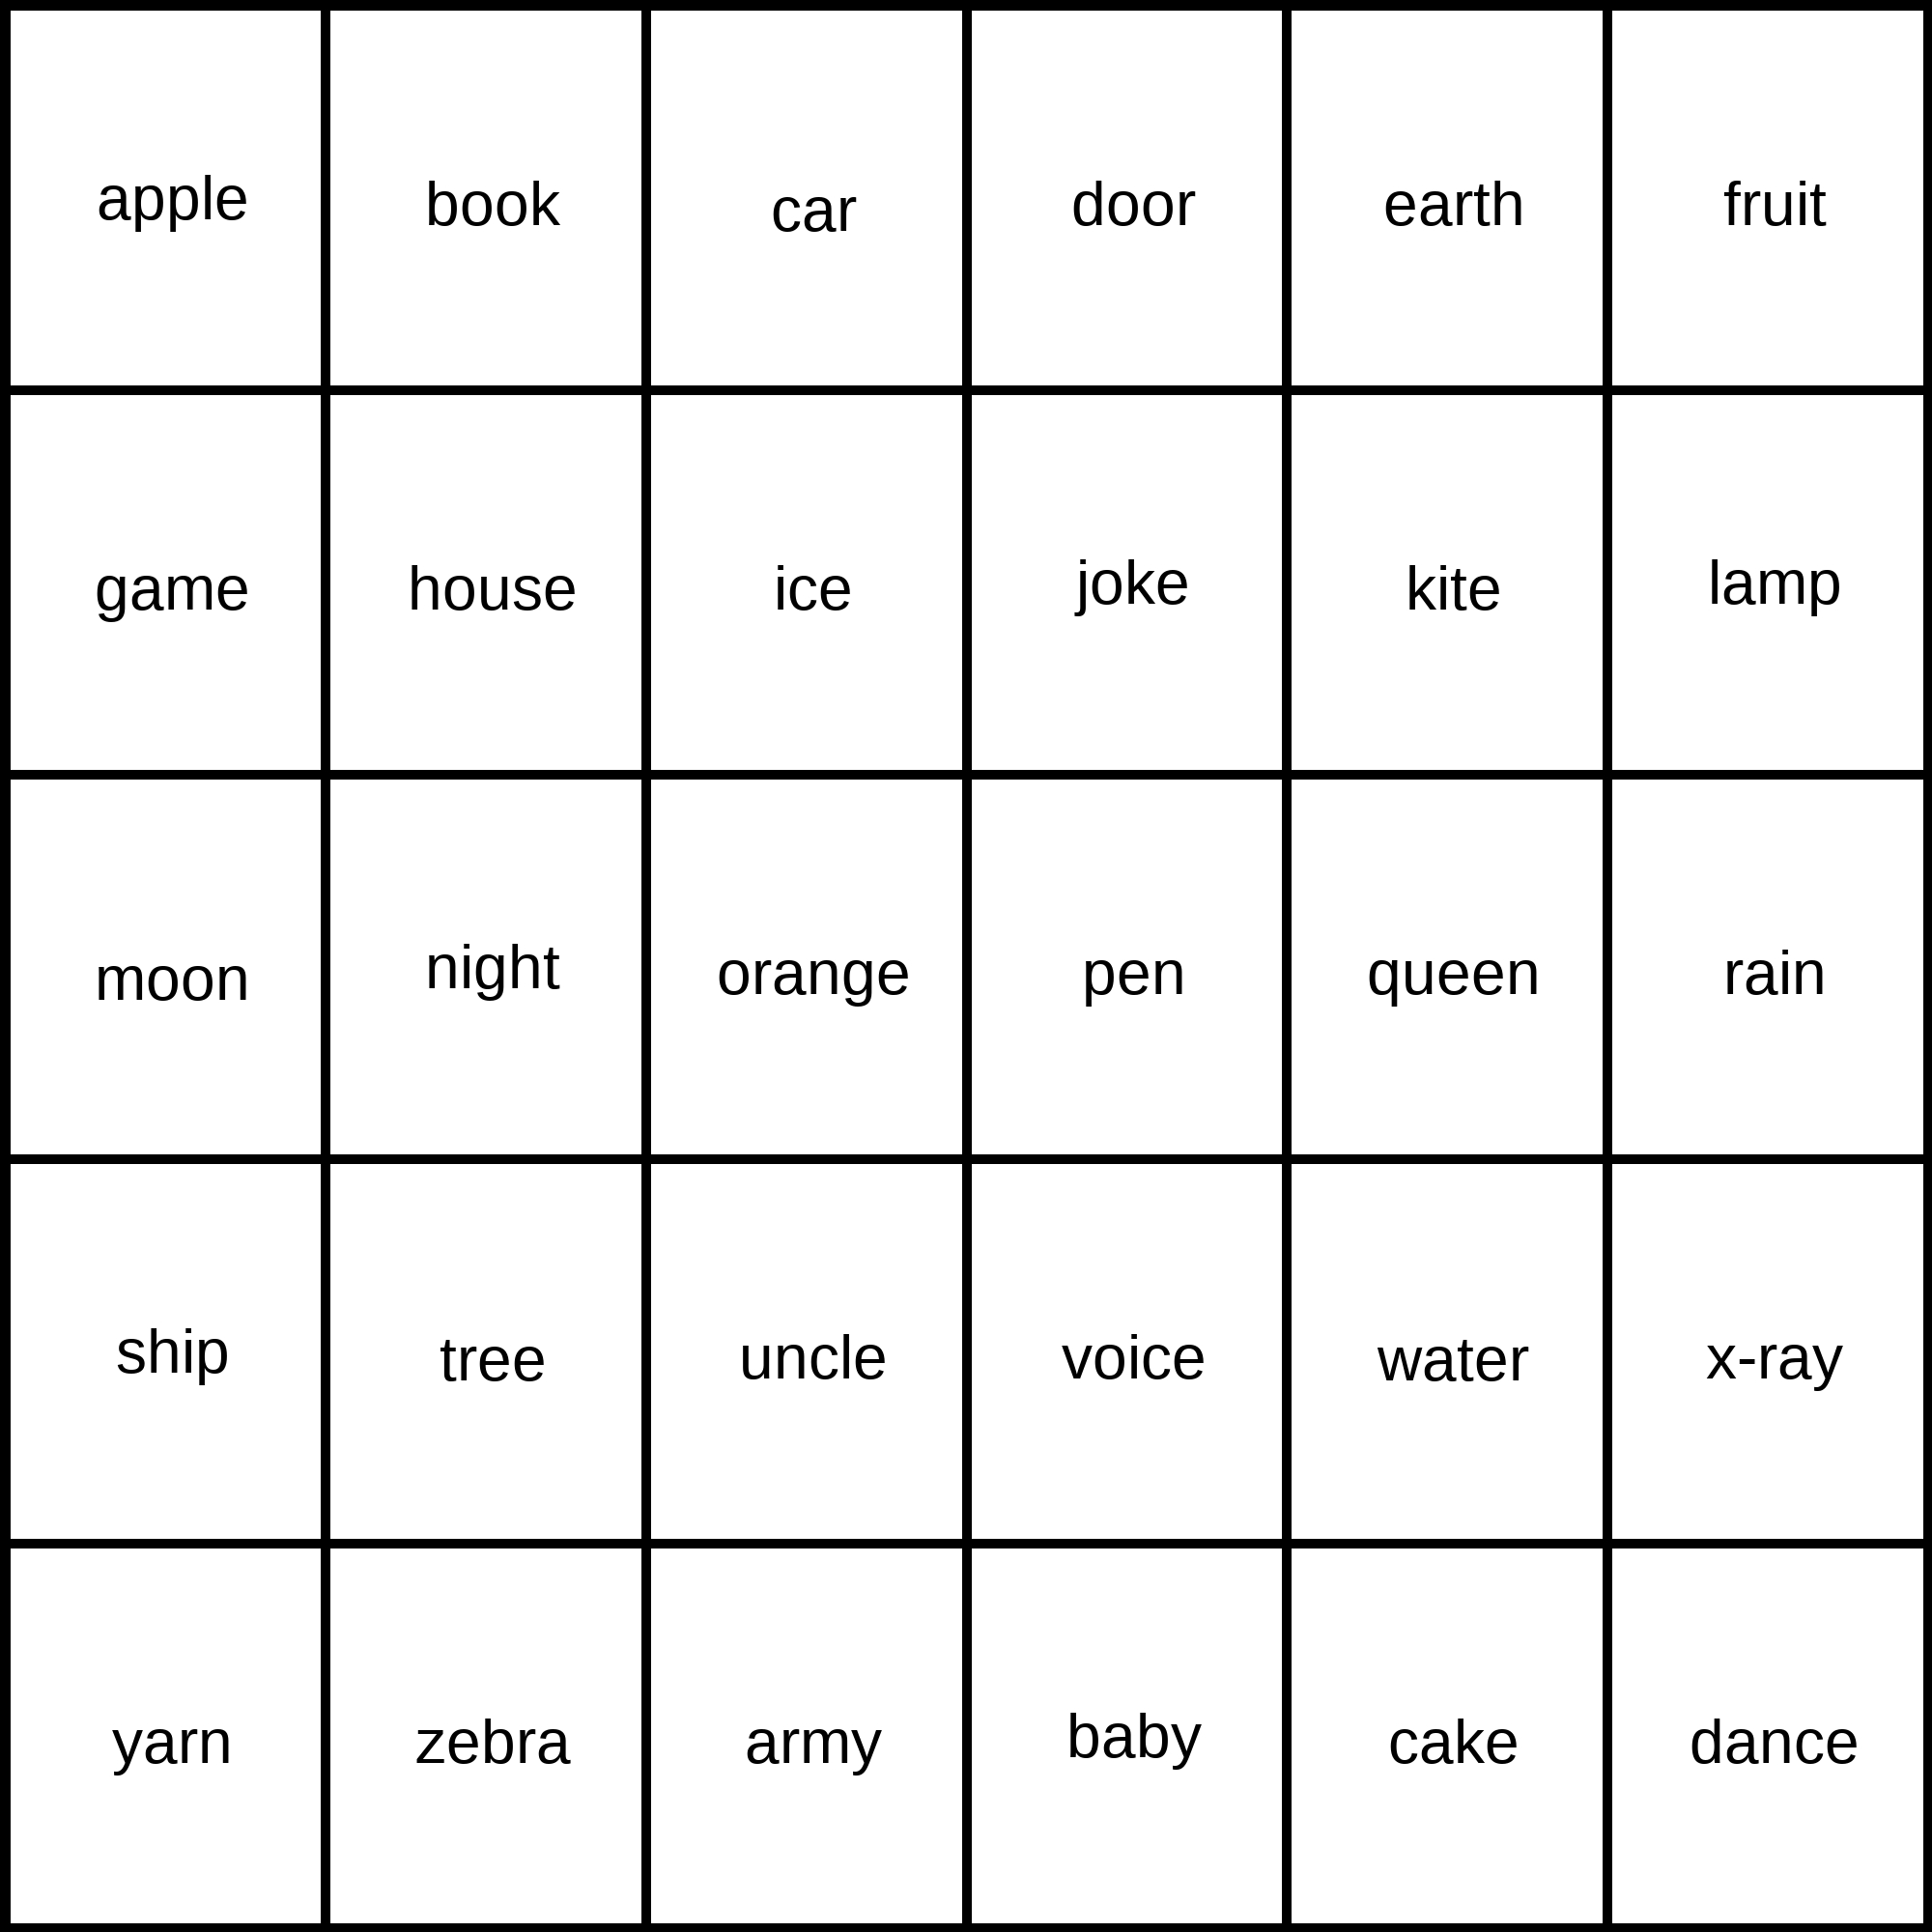 apple book car door earth fruit
game house ice joke kite lamp
moon night orange pen queen rain
ship tree uncle voice water x-ray
yarn zebra army baby cake dance